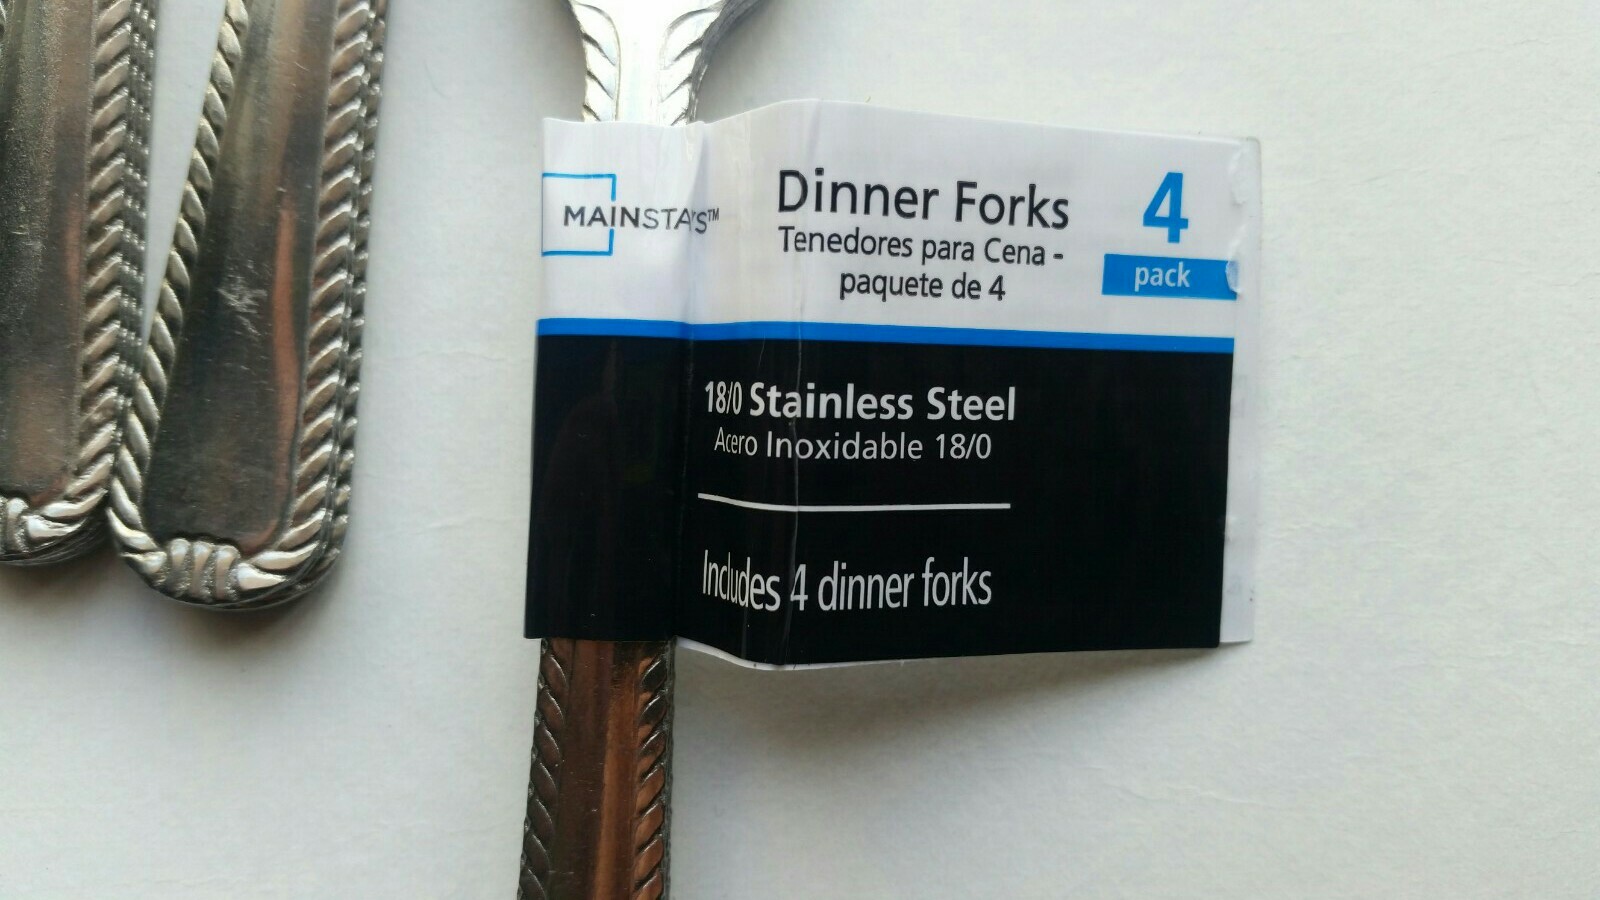 MAINSTAYS™
Dinner Forks
Tenedores para Cena -
paquete de 4
4
pack
18/0 Stainless Steel
Acero Inoxidable 18/0
Includes 4 dinner forks